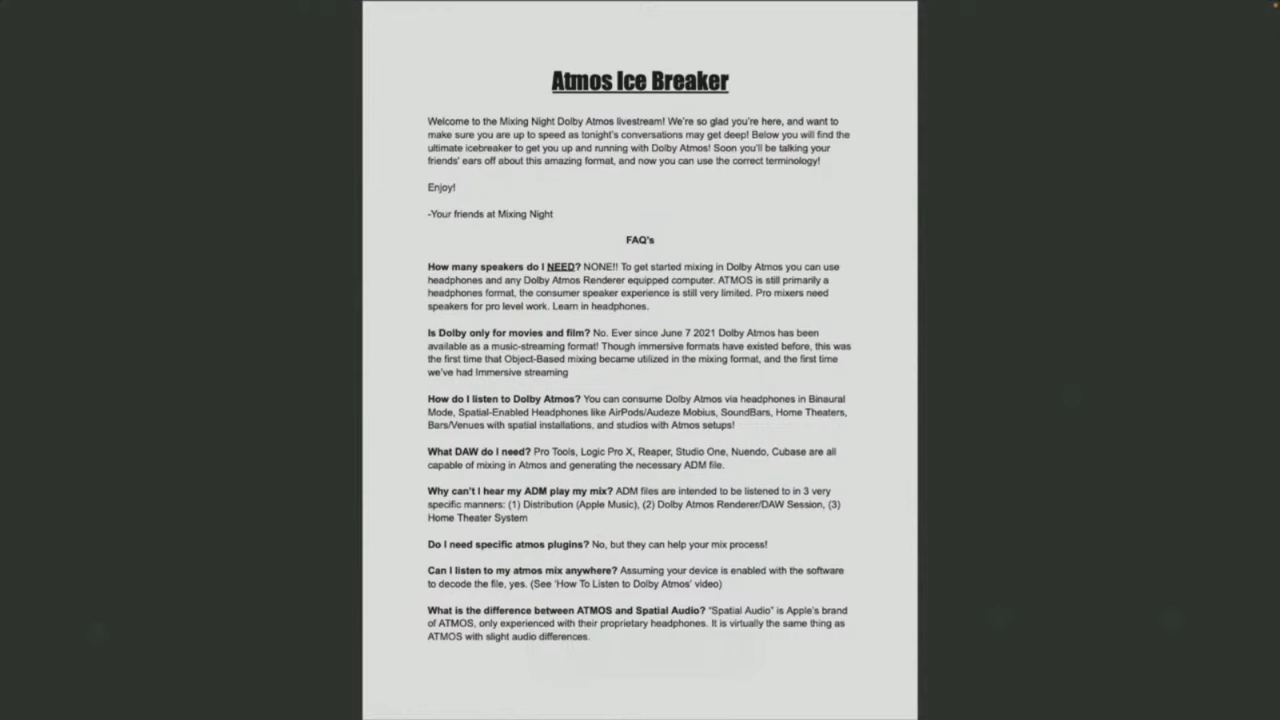 Atmos Ice Breaker
Welcome to the Mixing Night Dolby Atmos livestream! We're so glad you're here, and want to
make sure you are up to speed as tonight's conversations may get deep! Below you will find the
ultimate icebreaker to get you up and running with Dolby Atmos! Soon you'll be talking your
friends' ears off about this amazing format, and now you can use the correct terminology!
Enjoy!
-Your friends at Mixing Night
FAQ's
How many speakers do I NEED? NONE!! To get started mixing in Dolby Atmos you can use
headphones and any Dolby Atmos Renderer equipped computer. ATMOS is still primarily a
headphones format, the consumer speaker experience is still very limited. Pro mixers need
speakers for pro level work. Learn in headphones.
Is Dolby only for movies and film? No. Ever since June 7 2021 Dolby Atmos has been
available as a music-streaming format! Though immersive formats have existed before, this was
the first time that Object-Based mixing became utilized in the mixing format, and the first time
we've had Immersive streaming
How do I listen to Dolby Atmos? You can consume Dolby Atmos via headphones in Binaural
Mode, Spatial-Enabled Headphones like AirPods/Audeze Mobius, SoundBars, Home Theaters,
Bars/Venues with spatial installations, and studios with Atmos setups!
What DAW do I need? Pro Tools, Logic Pro X, Reaper, Studio One, Nuendo, Cubase are all
capable of mixing in Atmos and generating the necessary ADM file.
Why can't I hear my ADM play my mix? ADM files are intended to be listened to in 3 very
specific manners: (1) Distribution (Apple Music), (2) Dolby Atmos Renderer/DAW Session, (3)
Home Theater System
Do I need specific atmos plugins? No, but they can help your mix process!
Can I listen to my atmos mix anywhere? Assuming your device is enabled with the software
to decode the file, yes. (See 'How To Listen to Dolby Atmos' video)
What is the difference between ATMOS and Spatial Audio? "Spatial Audio" is Apple's brand
of ATMOS, only experienced with their proprietary headphones. It is virtually the same thing as
ATMOS with slight audio differences.